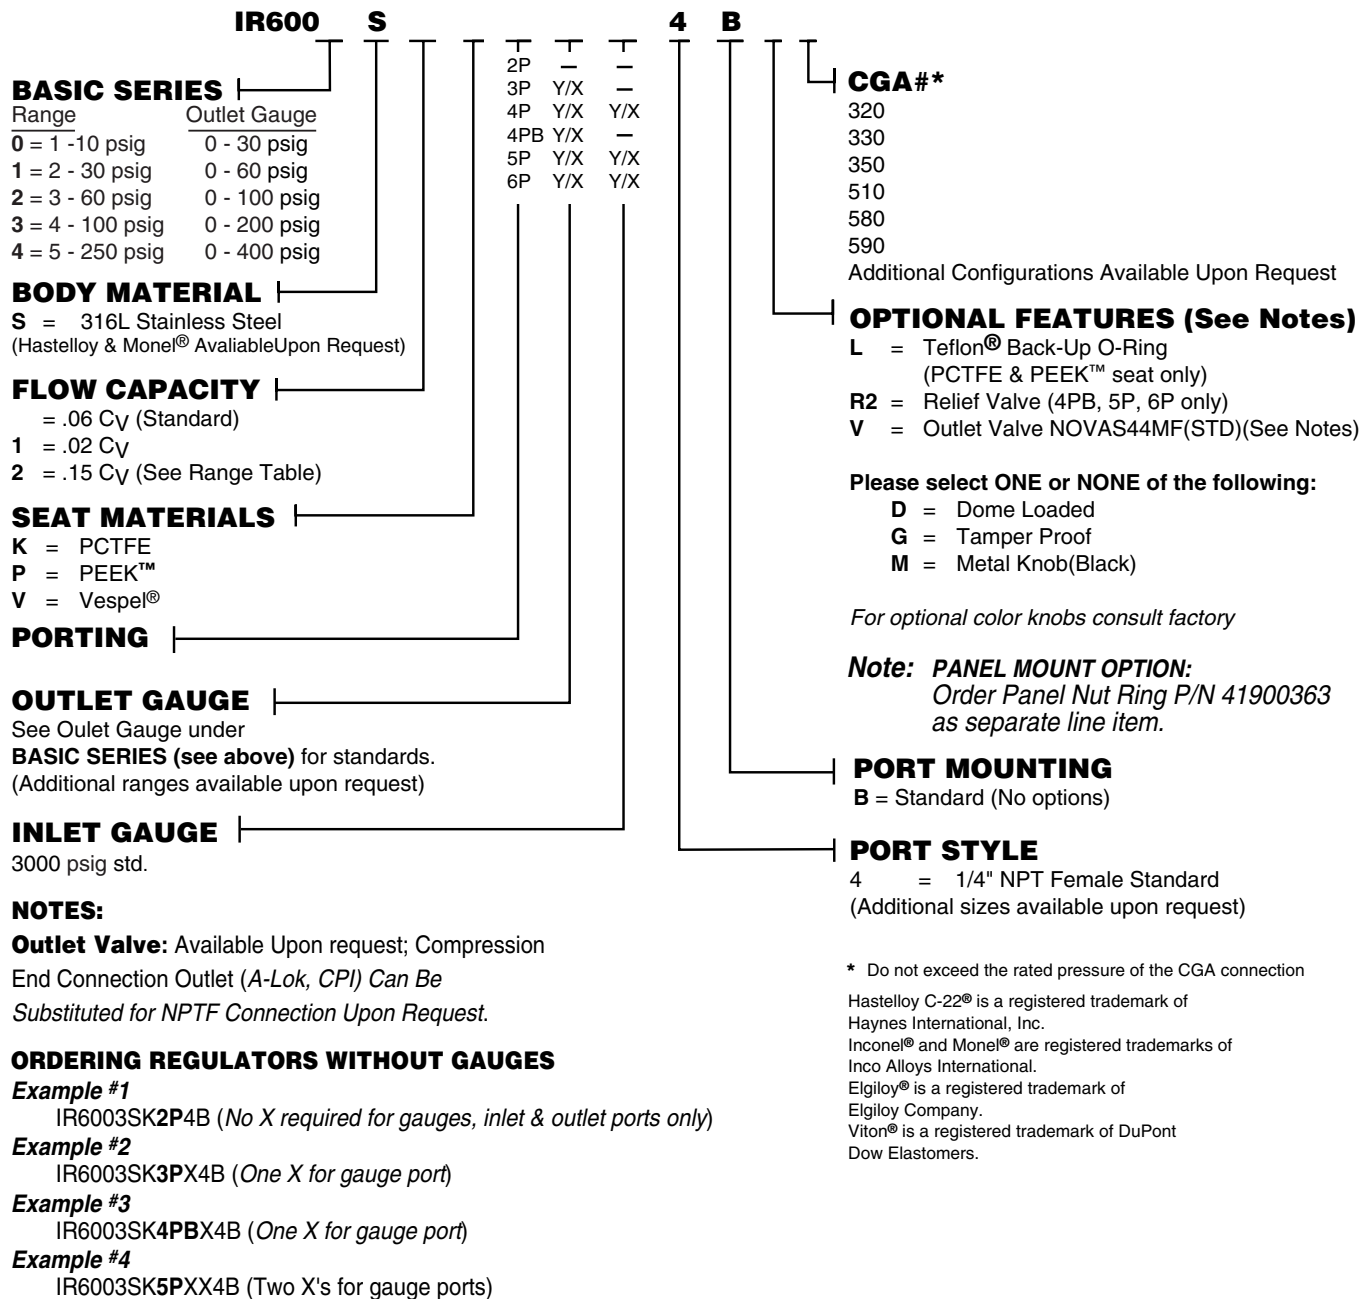 IR600 S 4 B
2P – –
3P Y/X –
4P Y/X Y/X
4PB Y/X –
5P Y/X Y/X
6P Y/X Y/X
BASIC SERIES
Range Outlet Gauge
0 = 1 -10 psig 0 - 30 psig
1 = 2 - 30 psig 0 - 60 psig
2 = 3 - 60 psig 0 - 100 psig
3 = 4 - 100 psig 0 - 200 psig
4 = 5 - 250 psig 0 - 400 psig
BODY MATERIAL
S = 316L Stainless Steel
(Hastelloy & Monel® AvaliableUpon Request)
FLOW CAPACITY
= .06 CV (Standard)
1 = .02 CV
2 = .15 CV (See Range Table)
SEAT MATERIALS
K = PCTFE
P = PEEK™
V = Vespel®
PORTING
OUTLET GAUGE
See Oulet Gauge under
BASIC SERIES (see above) for standards.
(Additional ranges available upon request)
INLET GAUGE
3000 psig std.
NOTES:
Outlet Valve: Available Upon request; Compression
End Connection Outlet (A-Lok, CPI) Can Be
Substituted for NPTF Connection Upon Request.
ORDERING REGULATORS WITHOUT GAUGES
Example #1
IR6003SK2P4B (No X required for gauges, inlet & outlet ports only)
Example #2
IR6003SK3PX4B (One X for gauge port)
Example #3
IR6003SK4PBX4B (One X for gauge port)
Example #4
IR6003SK5PXX4B (Two X's for gauge ports)
CGA#*
320
330
350
510
580
590
Additional Configurations Available Upon Request
OPTIONAL FEATURES (See Notes)
L = Teflon® Back-Up O-Ring
(PCTFE & PEEK™ seat only)
R2 = Relief Valve (4PB, 5P, 6P only)
V = Outlet Valve NOVAS44MF(STD)(See Notes)
Please select ONE or NONE of the following:
D = Dome Loaded
G = Tamper Proof
M = Metal Knob(Black)
For optional color knobs consult factory
Note: PANEL MOUNT OPTION:
Order Panel Nut Ring P/N 41900363
as separate line item.
PORT MOUNTING
B = Standard (No options)
PORT STYLE
4 = 1/4" NPT Female Standard
(Additional sizes available upon request)
* Do not exceed the rated pressure of the CGA connection
Hastelloy C-22® is a registered trademark of
Haynes International, Inc.
Inconel® and Monel® are registered trademarks of
Inco Alloys International.
Elgiloy® is a registered trademark of
Elgiloy Company.
Viton® is a registered trademark of DuPont
Dow Elastomers.